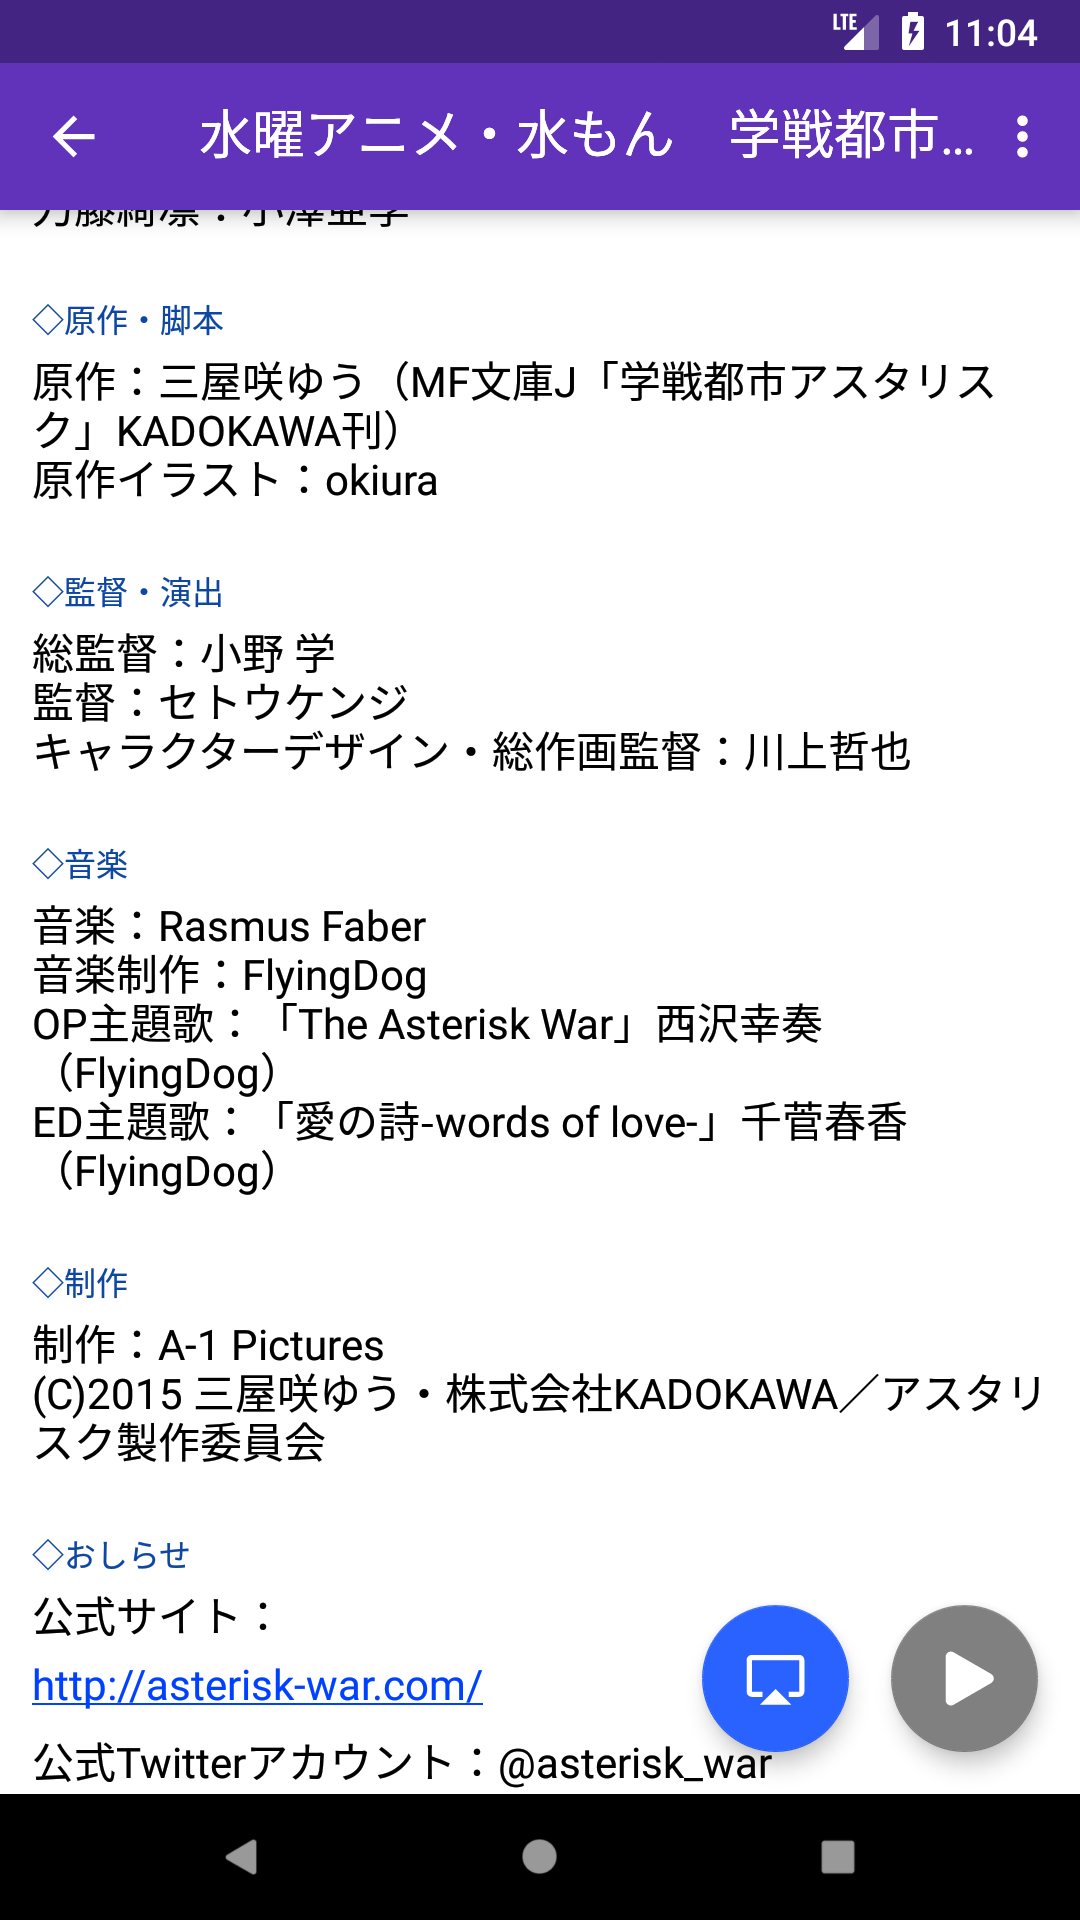 LTE 11:04
水曜アニメ・水もん　学戦都市…
刀藤綺凛：小澤亜李
◇原作・脚本
原作：三屋咲ゆう（MF文庫J「学戦都市アスタリス
ク」KADOKAWA刊）
原作イラスト：okiura
◇監督・演出
総監督：小野 学
監督：セトウケンジ
キャラクターデザイン・総作画監督：川上哲也
◇音楽
音楽：Rasmus Faber
音楽制作：FlyingDog
OP主題歌：「The Asterisk War」西沢幸奏
（FlyingDog）
ED主題歌：「愛の詩-words of love-」千菅春香
（FlyingDog）
◇制作
制作：A-1 Pictures
(C)2015 三屋咲ゆう・株式会社KADOKAWA／アスタリ
スク製作委員会
◇おしらせ
公式サイト：
http://asterisk-war.com/
公式Twitterアカウント：@asterisk_war